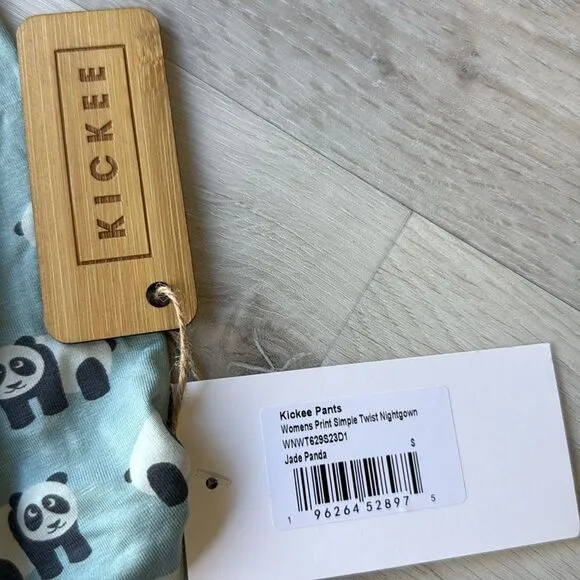 KICKEE
Kickee Pants
Womens Print Simple Twist Nightgown
WNWT629S23D1
S
Jade Panda
1 96264 52897 5